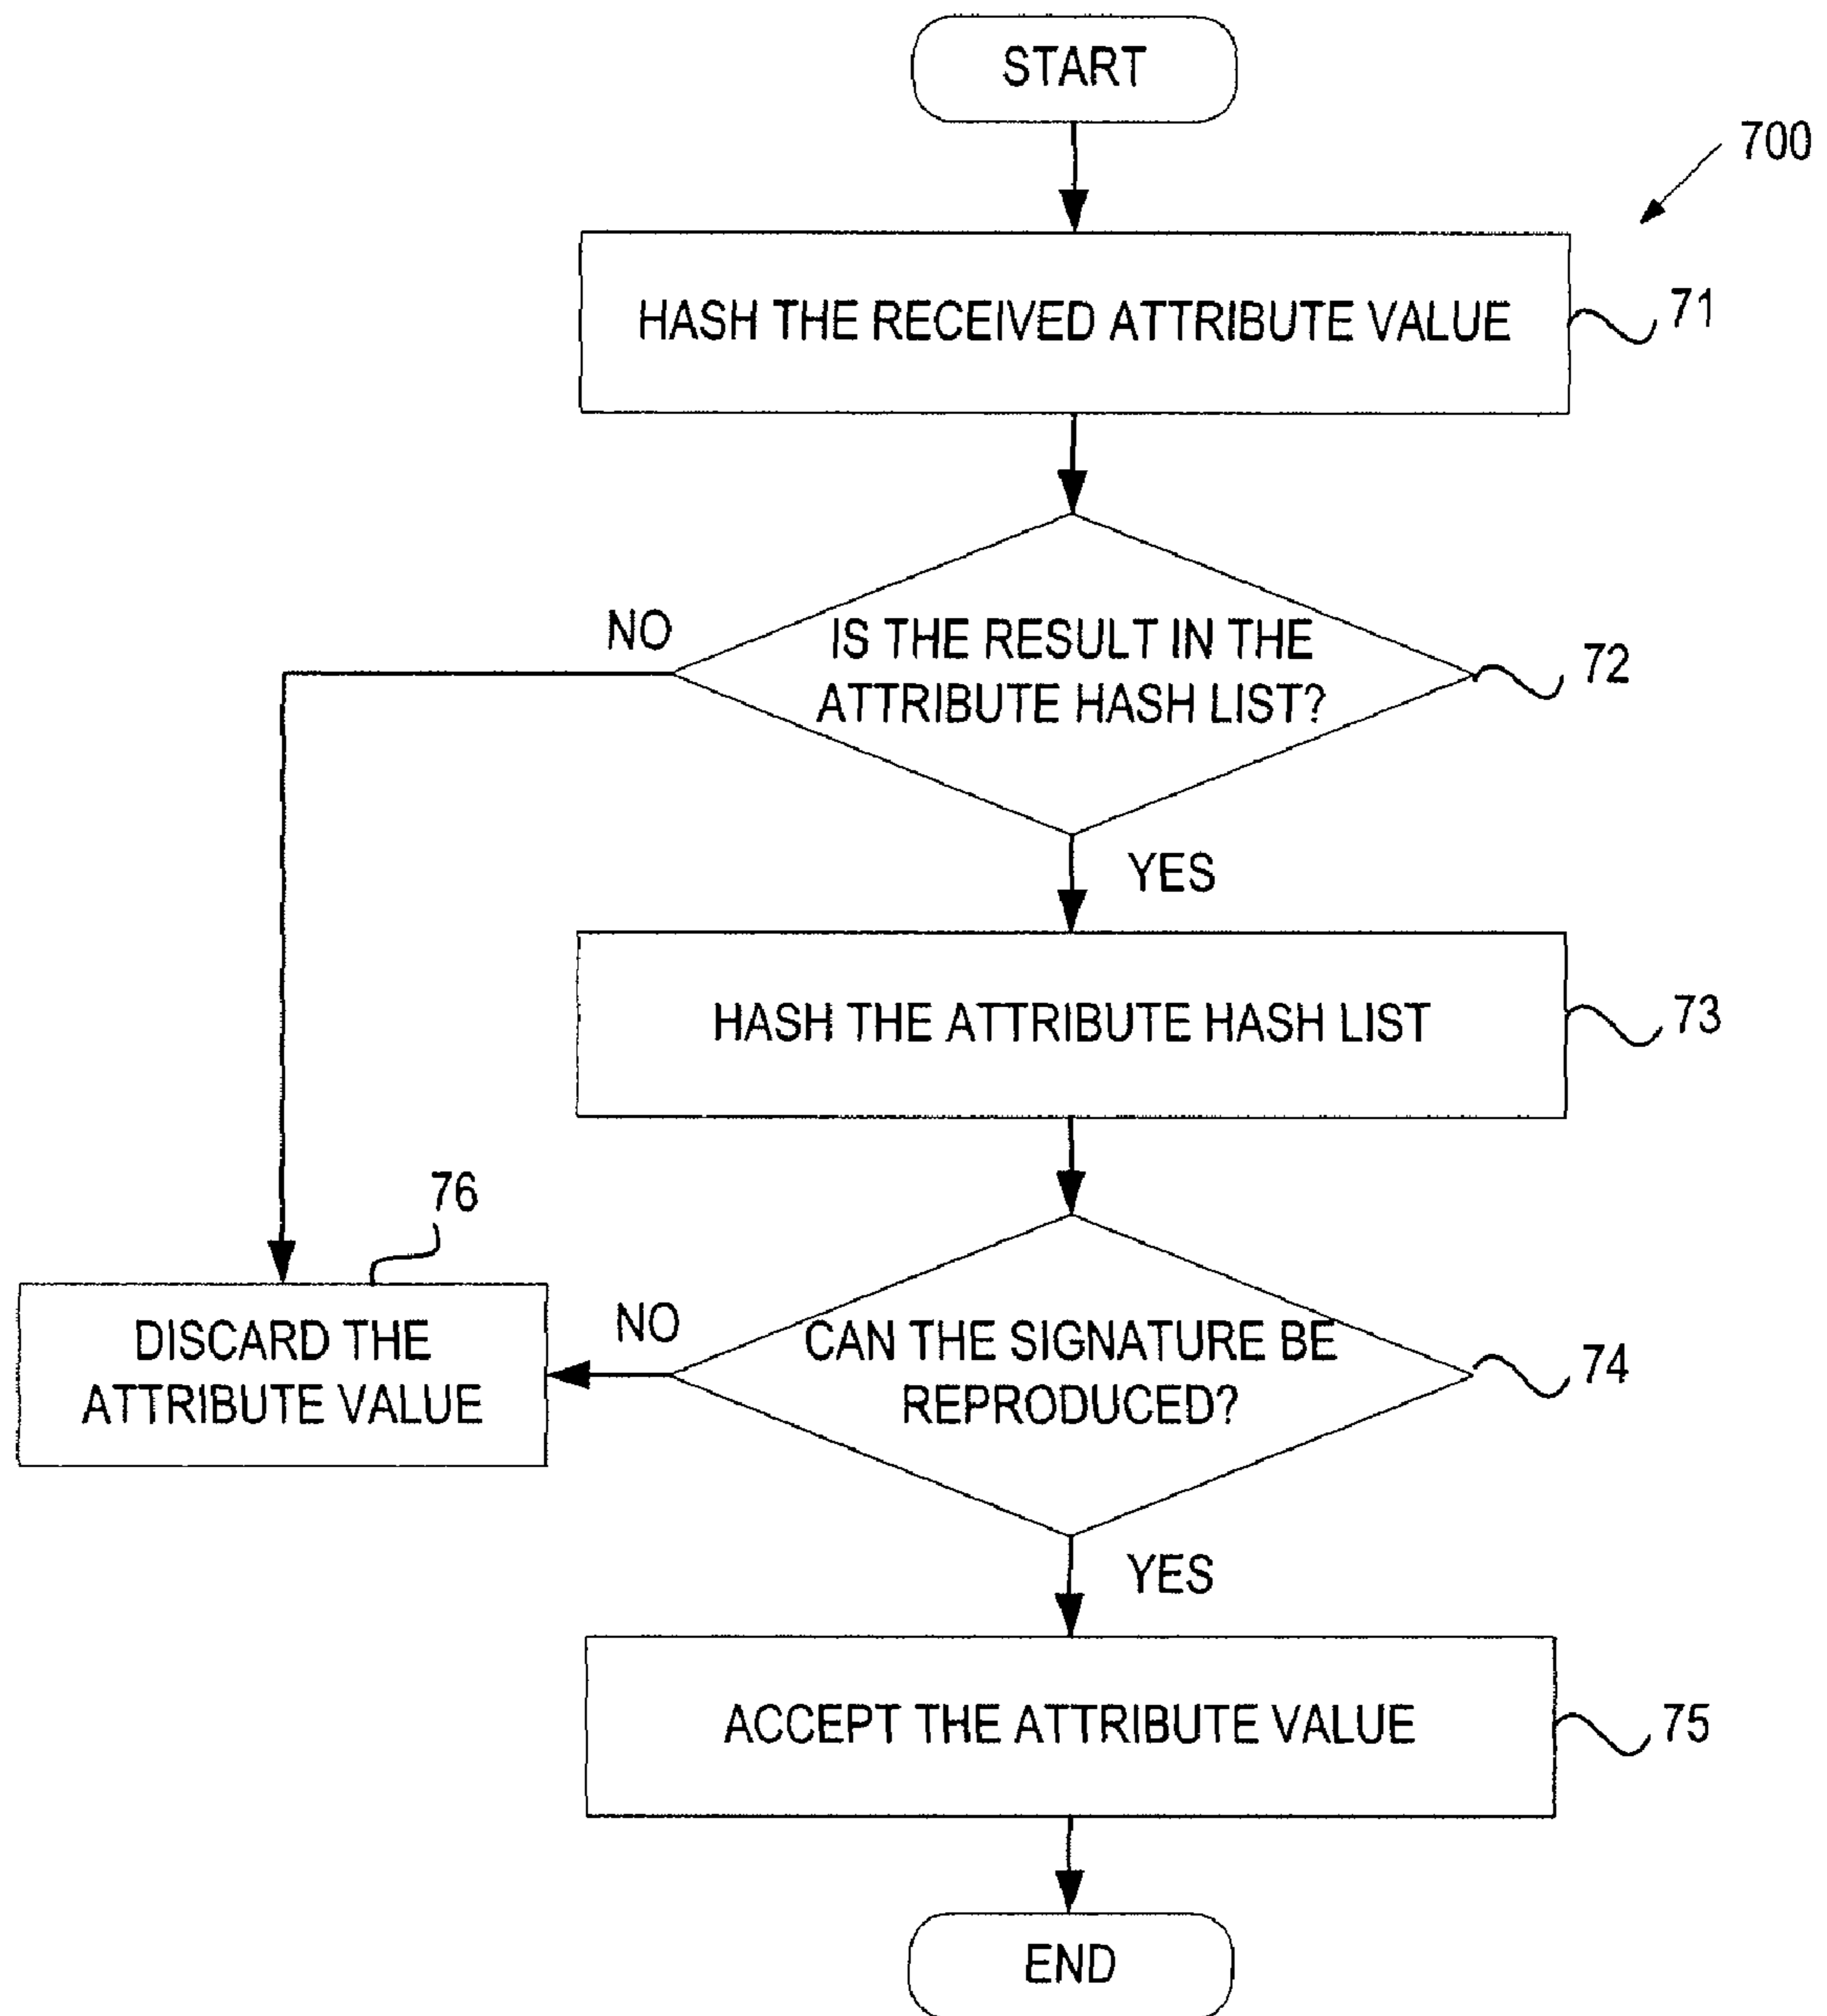 START
700
HASH THE RECEIVED ATTRIBUTE VALUE
71
NO
IS THE RESULT IN THE
ATTRIBUTE HASH LIST?
72
YES
HASH THE ATTRIBUTE HASH LIST
73
76
DISCARD THE
ATTRIBUTE VALUE
NO
CAN THE SIGNATURE BE
REPRODUCED?
74
YES
ACCEPT THE ATTRIBUTE VALUE
75
END